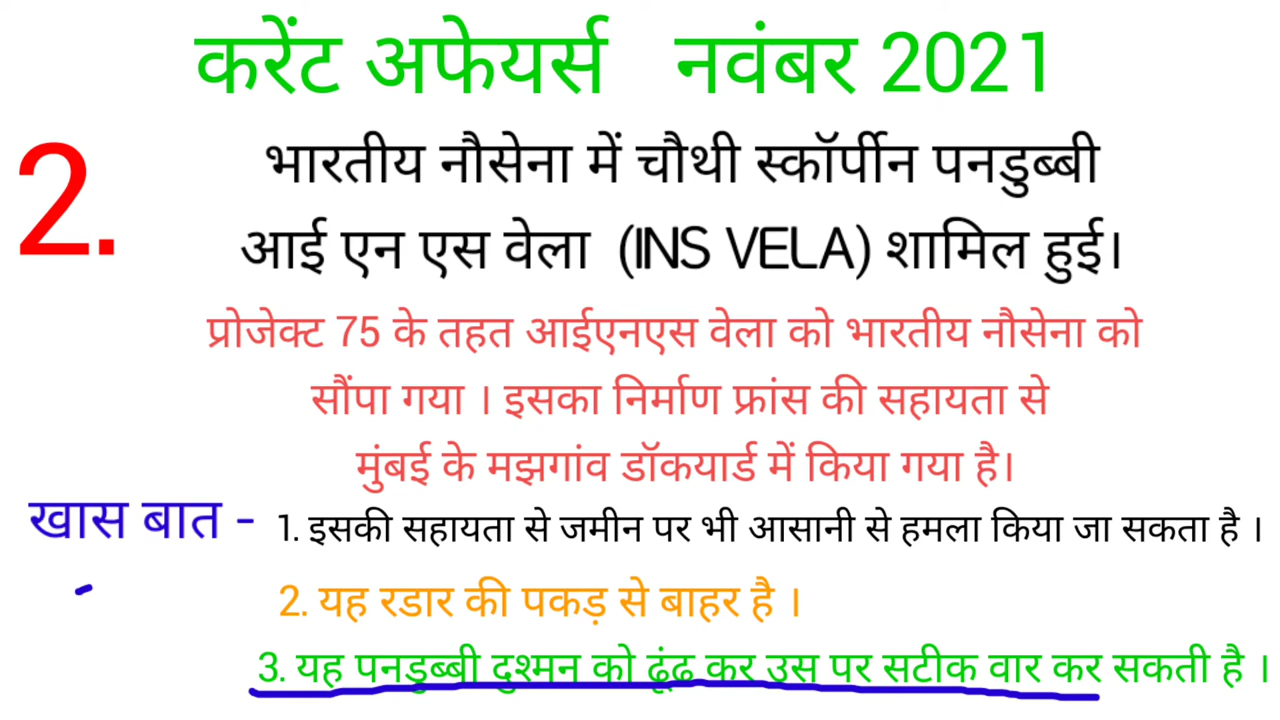 करेंट अफेयर्स नवंबर 2021
2. भारतीय नौसेना में चौथी स्कॉर्पीन पनडुब्बी
आई एन एस वेला (INS VELA) शामिल हुई।
प्रोजेक्ट 75 के तहत आईएनएस वेला को भारतीय नौसेना को
सौंपा गया । इसका निर्माण फ्रांस की सहायता से
मुंबई के मझगांव डॉकयार्ड में किया गया है।
खास बात - 1. इसकी सहायता से जमीन पर भी आसानी से हमला किया जा सकता है ।
2. यह रडार की पकड़ से बाहर है ।
3. यह पनडुब्बी दुश्मन को ढूंढ कर उस पर सटीक वार कर सकती है ।